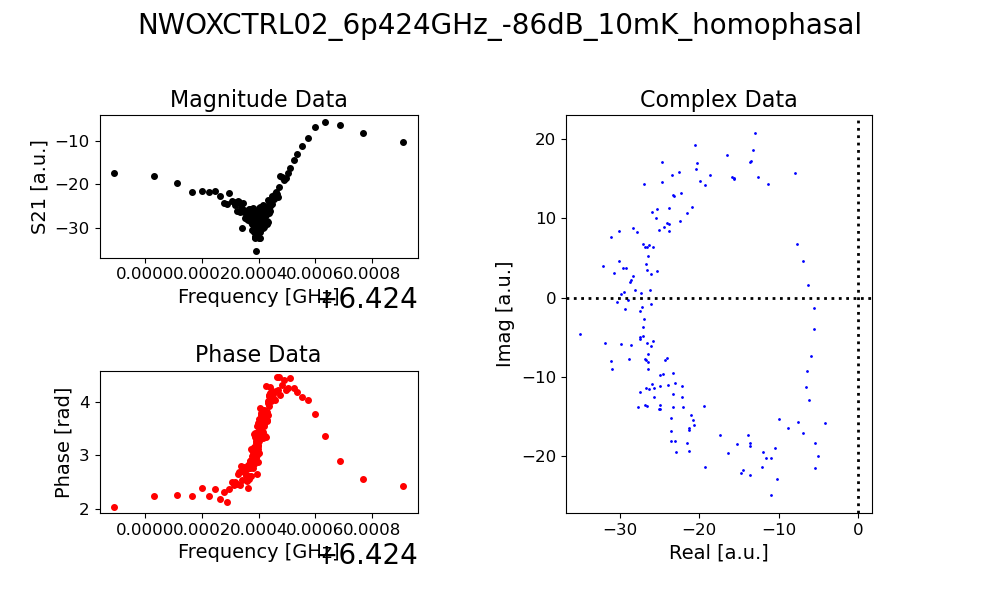 NWOXCTRL02_6p424GHz_-86dB_10mK_homophasal
Magnitude Data
S21 [a.u.]
−10
−20
−30
0.0000 0.0002 0.0004 0.0006 0.0008
Frequency [GHz]
+6.424
Phase Data
Phase [rad]
4
3
2
0.0000 0.0002 0.0004 0.0006 0.0008
Frequency [GHz]
+6.424
Complex Data
Imag [a.u.]
20
10
0
−10
−20
−30 −20 −10 0
Real [a.u.]